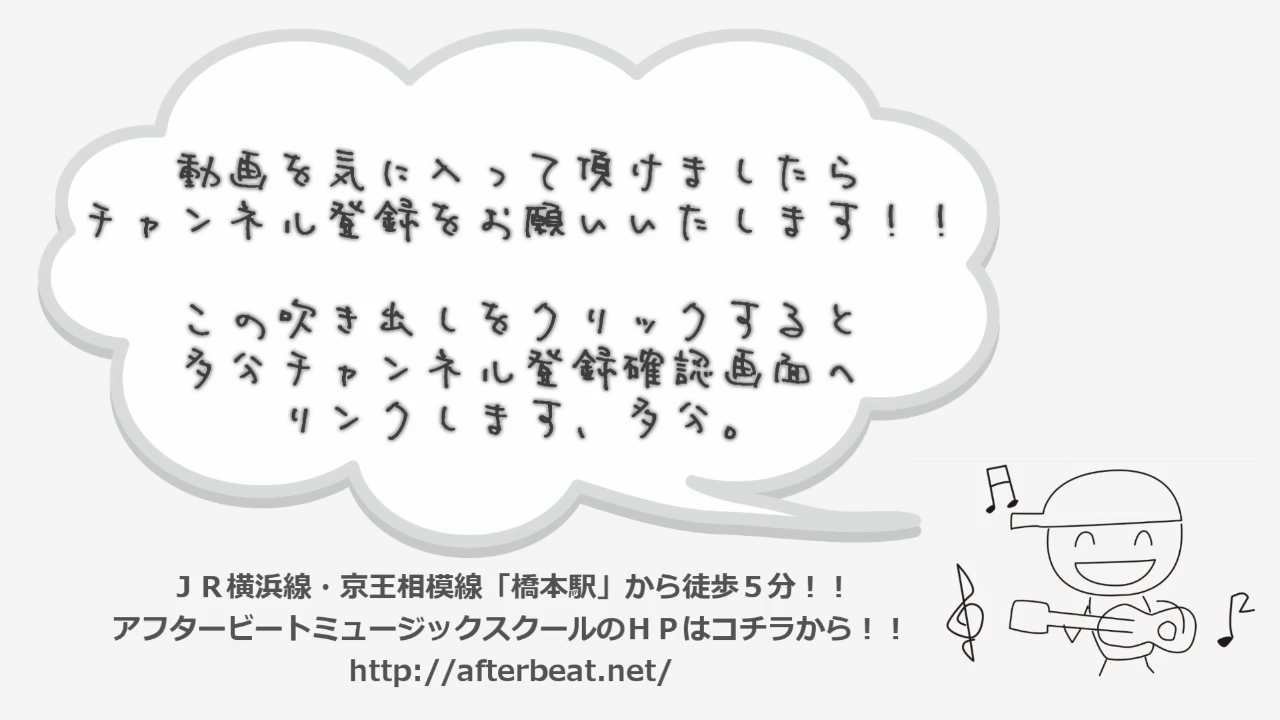 動画を気に入って頂けましたら
チャンネル登録をお願いいたします！！
この吹き出しをクリックすると
多分チャンネル登録確認画面へ
リンクします、多分。
ＪＲ横浜線・京王相模線「橋本駅」から徒歩５分！！
アフタービートミュージックスクールのＨＰはコチラから！！
http://afterbeat.net/